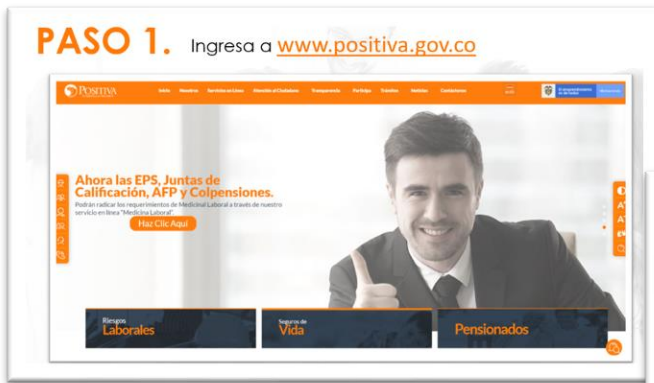 PASO 1. Ingresa a www.positiva.gov.co
POSITIVA
Inicio Nosotros Servicios en Línea Atención al Ciudadano Transparencia Participa Trámites Noticias Contáctenos
Ahora las EPS, Juntas de
Calificación, AFP y Colpensiones.
Podrán radicar los requerimientos de Medicinal Laboral a través de nuestro
servicio en línea "Medicina Laboral".
Haz Clic Aquí
Riesgos
Laborales
Seguros de
Vida
Pensionados